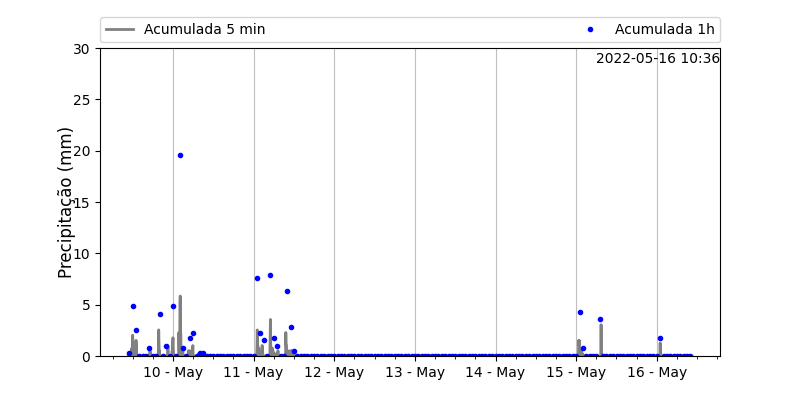 Acumulada 5 min
Acumulada 1h
2022-05-16 10:36
30
25
20
15
10
5
0
Precipitação (mm)
10 - May
11 - May
12 - May
13 - May
14 - May
15 - May
16 - May